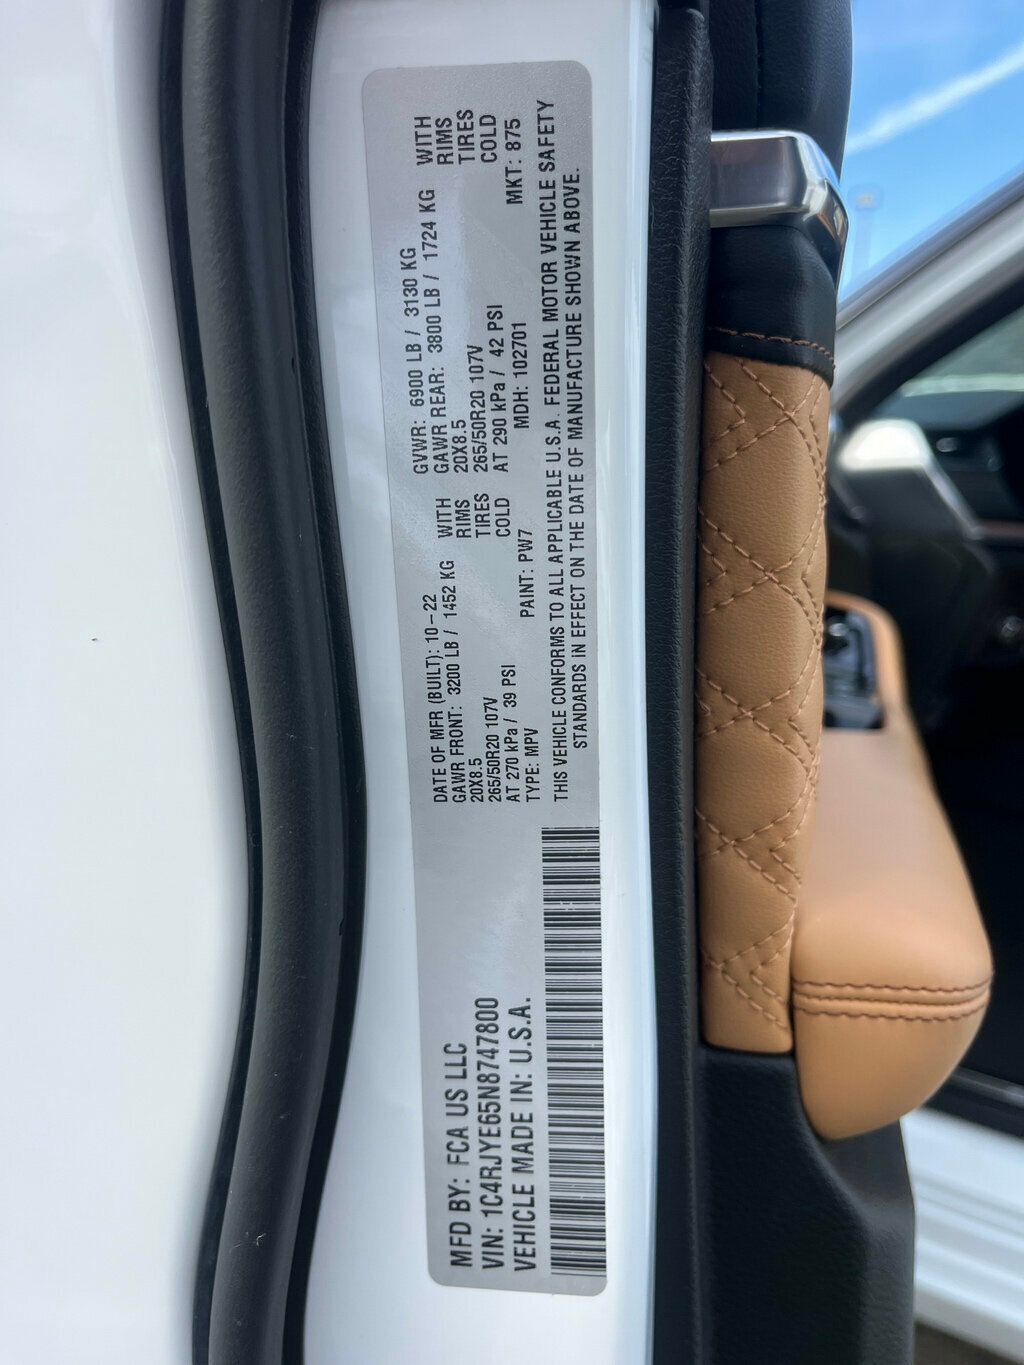 MFD BY: FCA US LLC
VIN: 1C4RJYE65N8747800
VEHICLE MADE IN: U.S.A.
DATE OF MFR (BUILT): 10-22 GVWR: 6900 LB / 3130 KG
GAWR FRONT: 3200 LB / 1452 KG WITH GAWR REAR: 3800 LB / 1724 KG WITH
20X8.5 RIMS 20X8.5 RIMS
265/50R20 107V TIRES 265/50R20 107V TIRES
AT 270 kPa / 39 PSI COLD AT 290 kPa / 42 PSI COLD
TYPE: MPV PAINT: PW7 MDH: 102701 MKT: 875
THIS VEHICLE CONFORMS TO ALL APPLICABLE U.S.A. FEDERAL MOTOR VEHICLE SAFETY
STANDARDS IN EFFECT ON THE DATE OF MANUFACTURE SHOWN ABOVE.